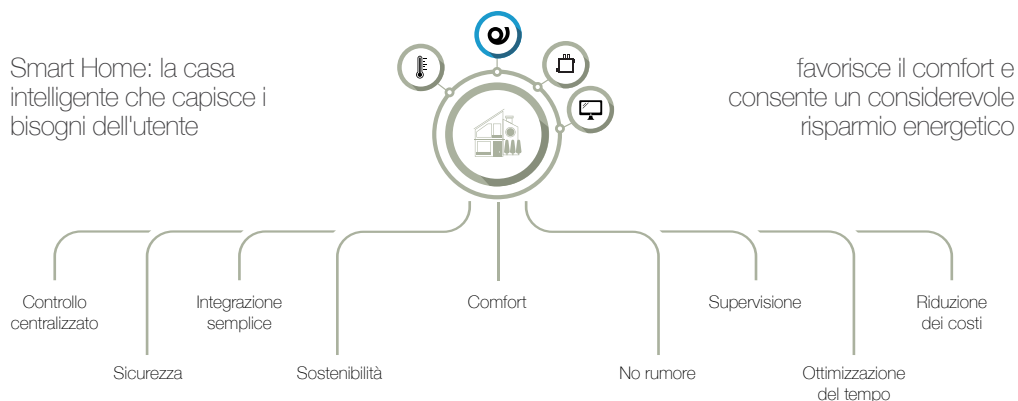 Smart Home: la casa
intelligente che capisce i
bisogni dell'utente
favorisce il comfort e
consente un considerevole
risparmio energetico
Controllo
centralizzato
Sicurezza
Integrazione
semplice
Sostenibilità
Comfort
No rumore
Supervisione
Ottimizzazione
del tempo
Riduzione
dei costi